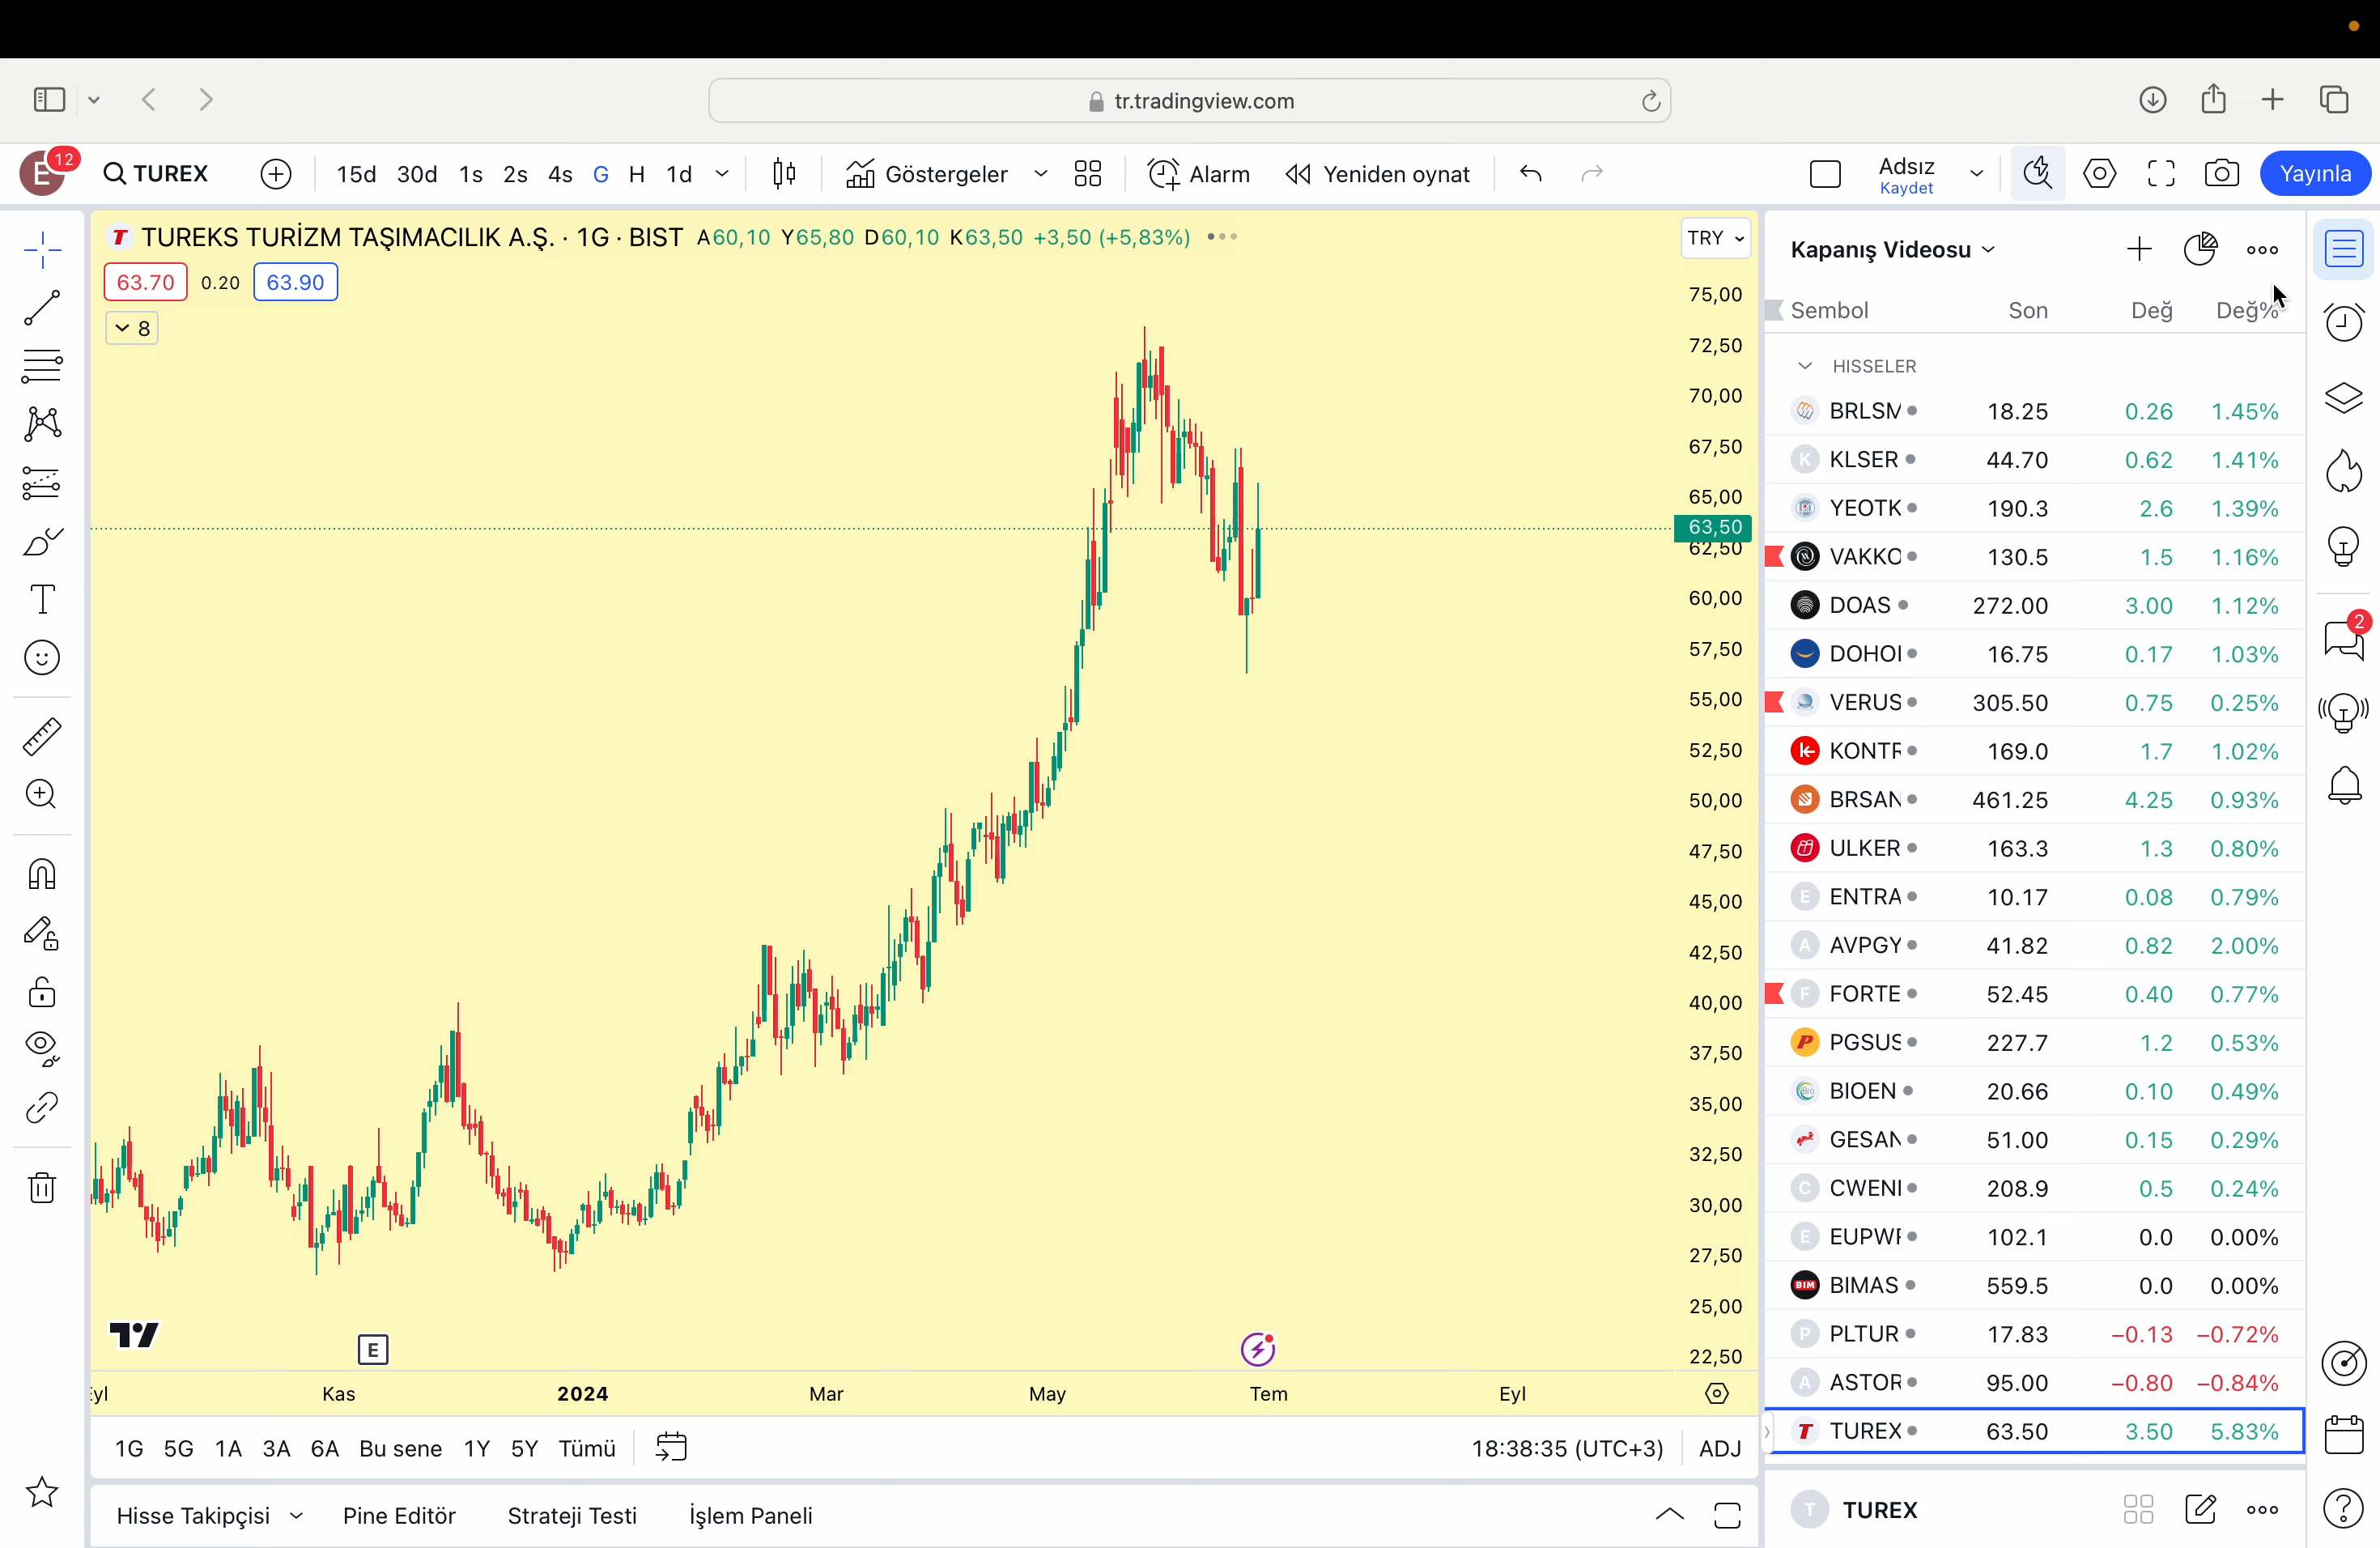 tr.tradingview.com
E 12 TUREX 15d 30d 1s 2s 4s G H 1d Göstergeler Alarm Yeniden oynat Adsız Kaydet Yayınla
TUREKS TURİZM TAŞIMACILIK A.Ş. · 1G · BIST A60,10 Y65,80 D60,10 K63,50 +3,50 (+5,83%)
TRY
63.70 0.20 63.90
8
75,00
72,50
70,00
67,50
65,00
63,50
62,50
60,00
57,50
55,00
52,50
50,00
47,50
45,00
42,50
40,00
37,50
35,00
32,50
30,00
27,50
25,00
22,50
E
Kas 2024 Mar May Tem Eyl
1G 5G 1A 3A 6A Bu sene 1Y 5Y Tümü 18:38:35 (UTC+3) ADJ
Hisse Takipçisi Pine Editör Strateji Testi İşlem Paneli
Kapanış Videosu
Sembol Son Değ Değ%
HISSELER
BRLSM 18.25 0.26 1.45%
K KLSER 44.70 0.62 1.41%
YEOTK 190.3 2.6 1.39%
VAKKO 130.5 1.5 1.16%
DOAS 272.00 3.00 1.12%
DOHOL 16.75 0.17 1.03%
VERUS 305.50 0.75 0.25%
KONTR 169.0 1.7 1.02%
BRSAN 461.25 4.25 0.93%
ULKER 163.3 1.3 0.80%
E ENTRA 10.17 0.08 0.79%
A AVPGY 41.82 0.82 2.00%
F FORTE 52.45 0.40 0.77%
P PGSUS 227.7 1.2 0.53%
BIOEN 20.66 0.10 0.49%
GESAN 51.00 0.15 0.29%
C CWENE 208.9 0.5 0.24%
E EUPWR 102.1 0.0 0.00%
BIM BIMAS 559.5 0.0 0.00%
P PLTUR 17.83 −0.13 −0.72%
A ASTOR 95.00 −0.80 −0.84%
T TUREX 63.50 3.50 5.83%
T TUREX
2